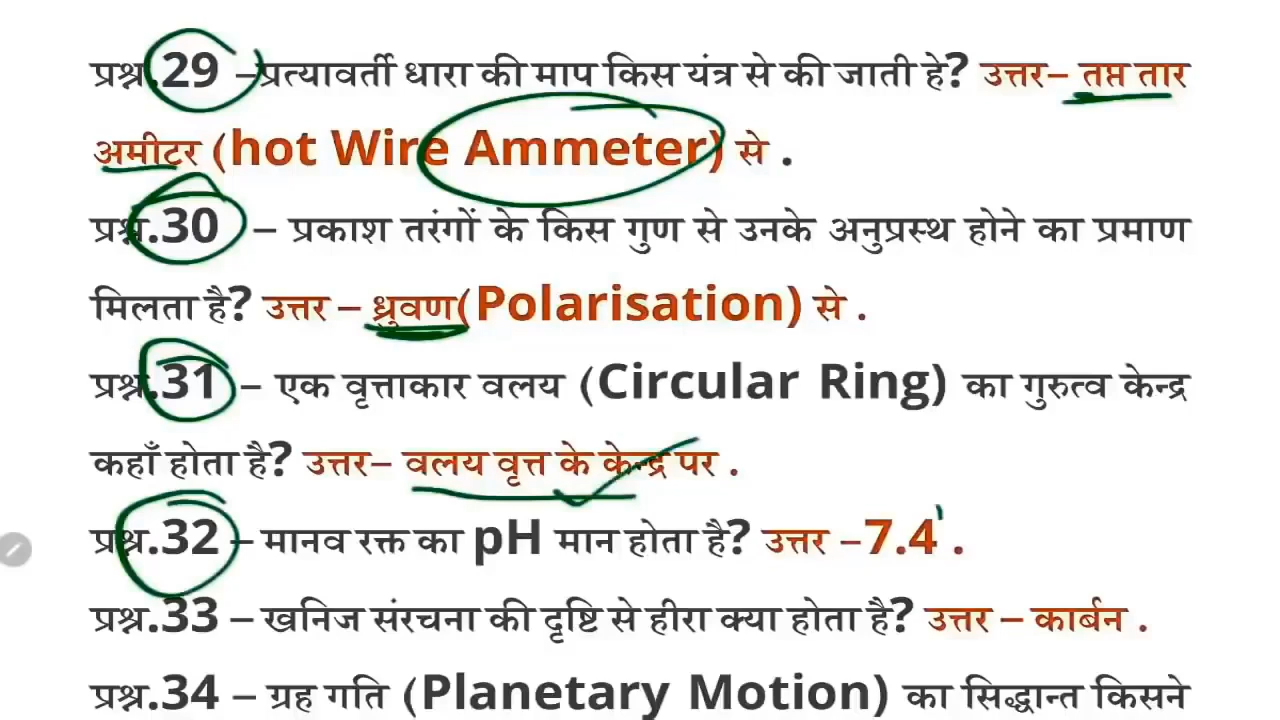 प्रश्न.29 –प्रत्यावर्ती धारा की माप किस यंत्र से की जाती हे? उत्तर– तप्त तार
अमीटर (hot Wire Ammeter) से .
प्रश्न.30 – प्रकाश तरंगों के किस गुण से उनके अनुप्रस्थ होने का प्रमाण
मिलता है? उत्तर – ध्रुवण(Polarisation) से .
प्रश्न.31 – एक वृत्ताकार वलय (Circular Ring) का गुरुत्व केन्द्र
कहाँ होता है? उत्तर– वलय वृत्त के केन्द्र पर .
प्रश्न.32 – मानव रक्त का pH मान होता है? उत्तर –7.4 .
प्रश्न.33 – खनिज संरचना की दृष्टि से हीरा क्या होता है? उत्तर – कार्बन .
प्रश्न.34 – ग्रह गति (Planetary Motion) का सिद्धान्त किसने